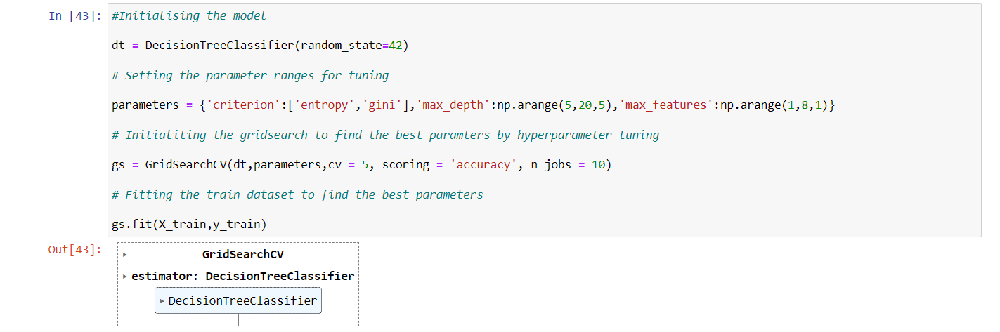 In [43]: #Initialising the model
dt = DecisionTreeClassifier(random_state=42)
# Setting the parameter ranges for tuning
parameters = {'criterion':['entropy','gini'],'max_depth':np.arange(5,20,5),'max_features':np.arange(1,8,1)}
# Initialiting the gridsearch to find the best paramters by hyperparameter tuning
gs = GridSearchCV(dt,parameters,cv = 5, scoring = 'accuracy', n_jobs = 10)
# Fitting the train dataset to find the best parameters
gs.fit(X_train,y_train)
Out[43]:
GridSearchCV
estimator: DecisionTreeClassifier
DecisionTreeClassifier